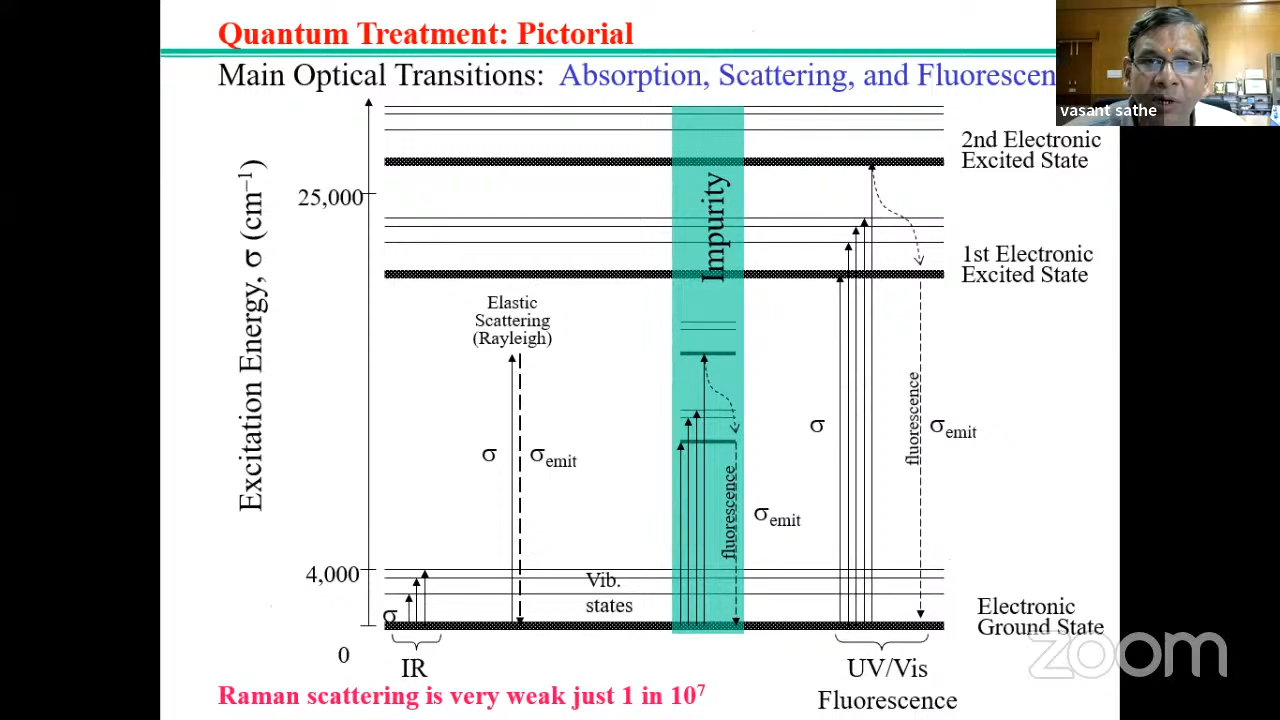 Quantum Treatment: Pictorial
Main Optical Transitions: Absorption, Scattering, and Fluorescen
vasant sathe
2nd Electronic
Excited State
25,000
Impurity
Excitation Energy, σ (cm⁻¹)
1st Electronic
Excited State
Elastic
Scattering
(Rayleigh)
σ
σemit
fluorescence
σemit
σ
fluorescence
σemit
4,000
Vib.
states
σ
Electronic
Ground State
0
IR
UV/Vis
Fluorescence
Raman scattering is very weak just 1 in 10⁷
zoom